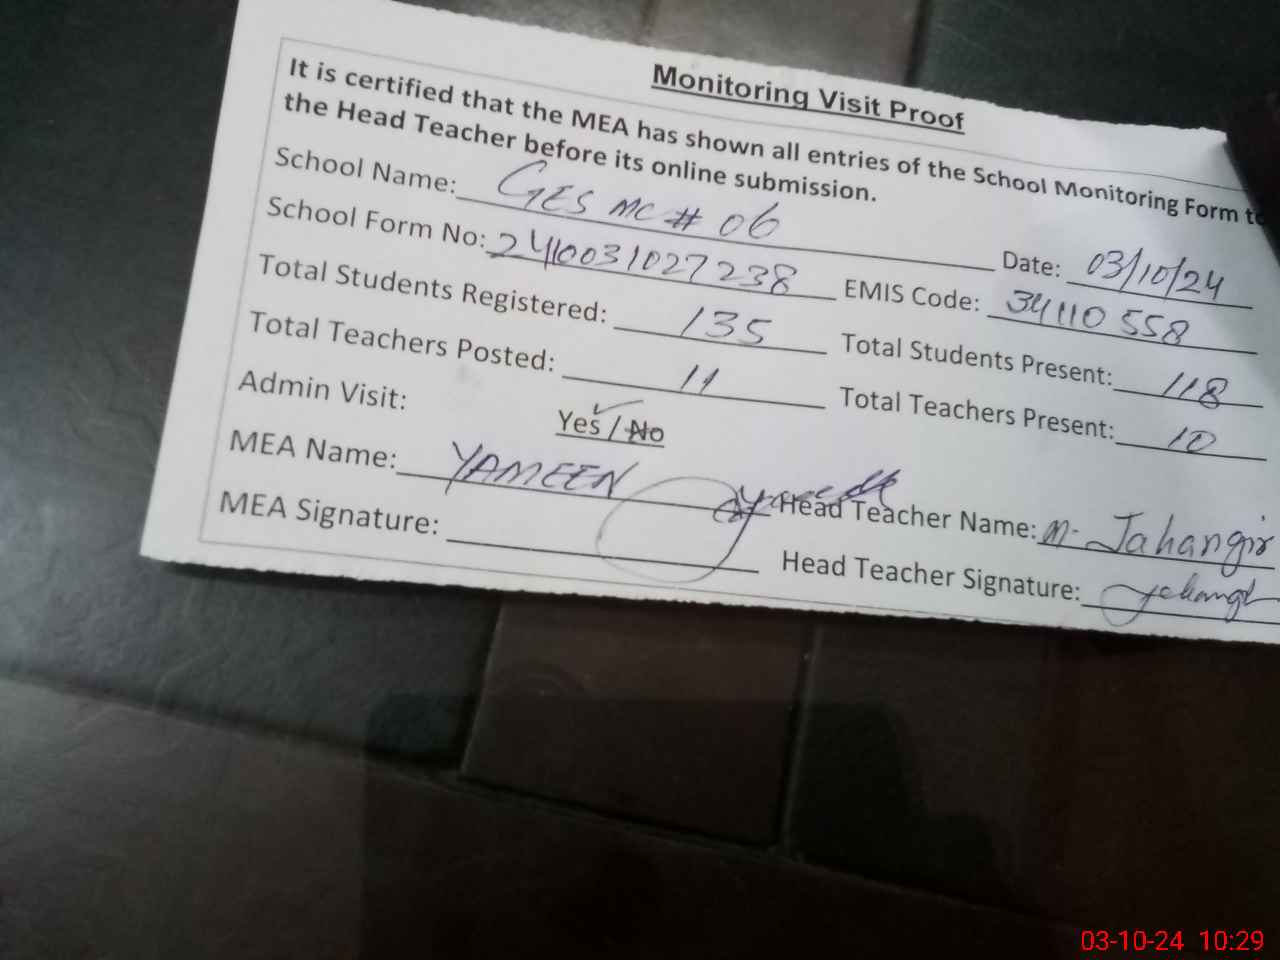 Monitoring Visit Proof
It is certified that the MEA has shown all entries of the School Monitoring Form to
the Head Teacher before its online submission.
School Name: GES MC # 06 Date: 03/10/24
School Form No: 2410031027238 EMIS Code: 34110558
Total Students Registered: 135 Total Students Present: 118
Total Teachers Posted: 11 Total Teachers Present: 10
Admin Visit: Yes / No
MEA Name: YAMEEN Head Teacher Name: M. Jahangir
MEA Signature: Head Teacher Signature: Jahangir
03-10-24 10:29